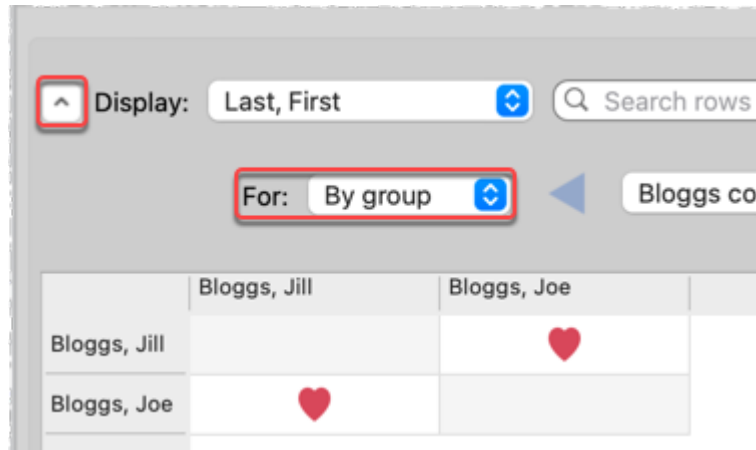 Display: Last, First Search rows
For: By group Bloggs co
Bloggs, Jill Bloggs, Joe
Bloggs, Jill
Bloggs, Joe